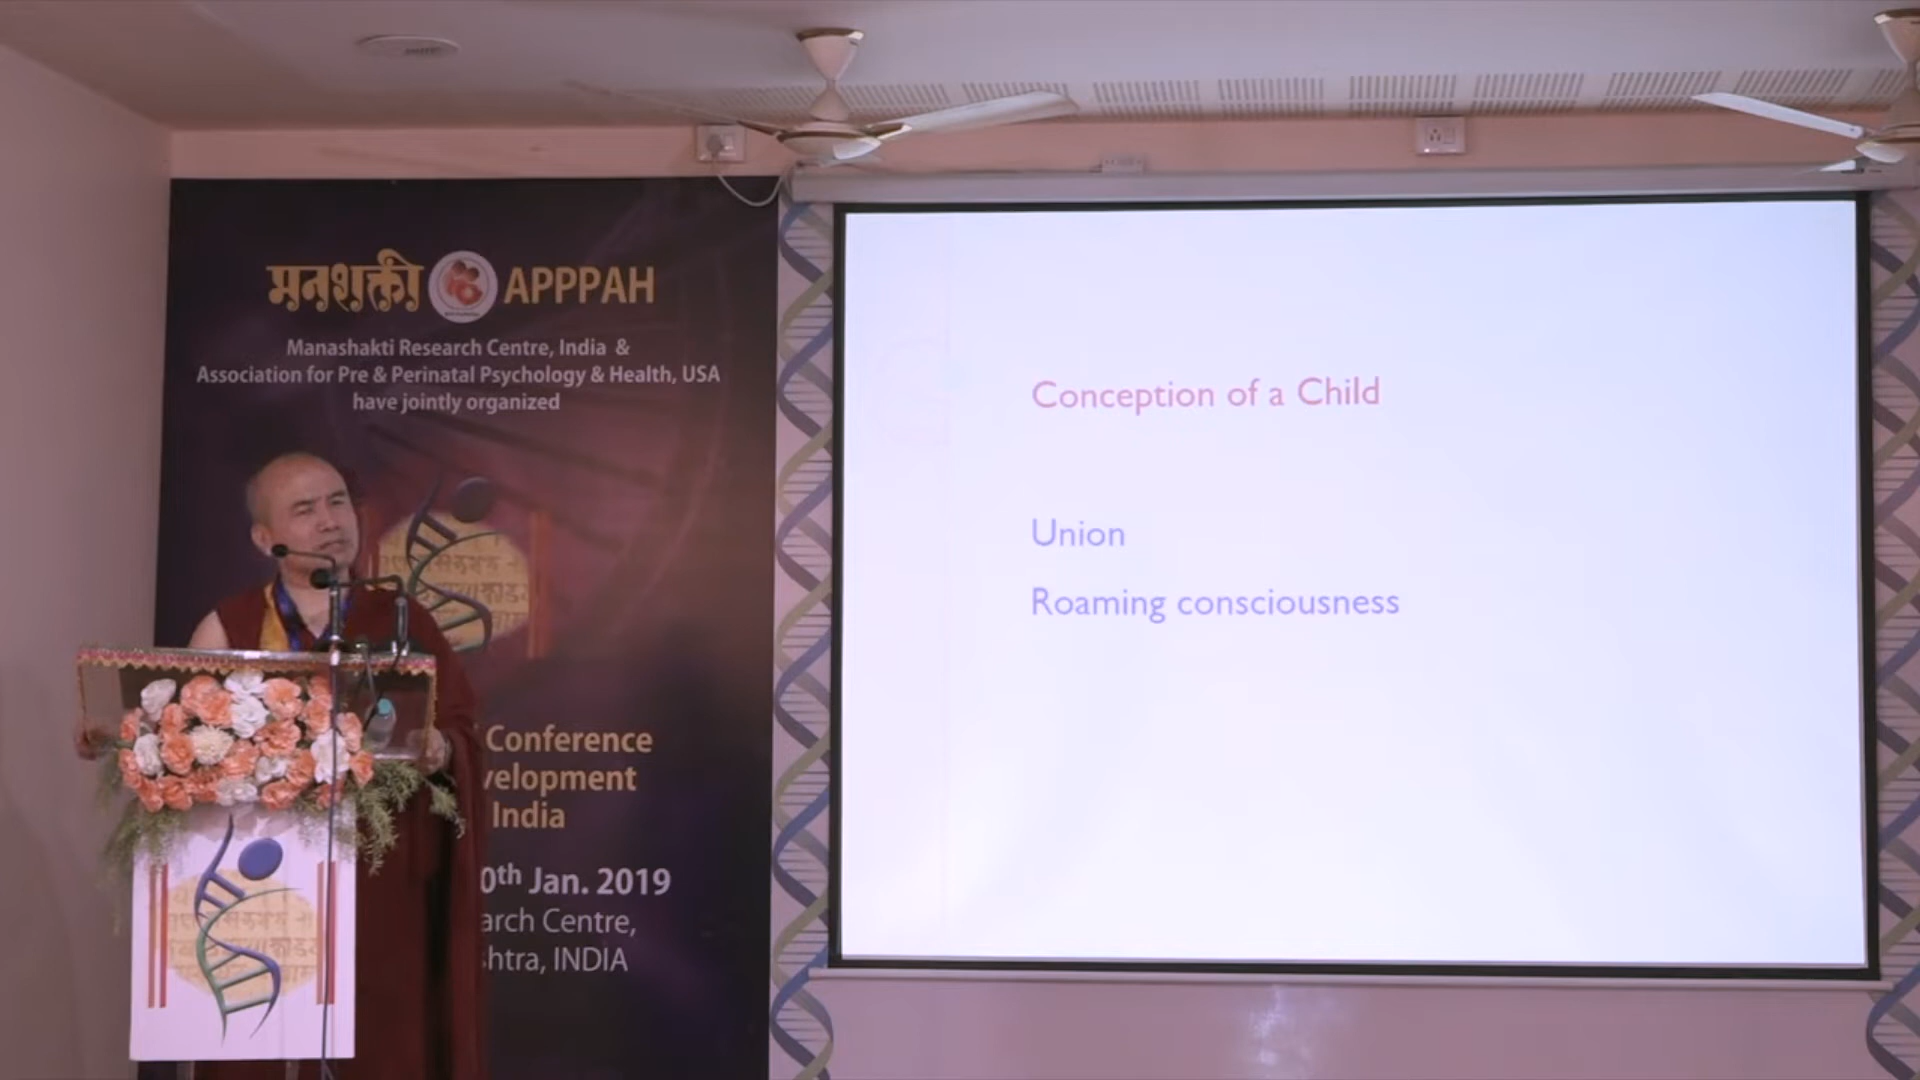 मनशक्ती APPPAH
Manashakti Research Centre, India &
Association for Pre & Perinatal Psychology & Health, USA
have jointly organized
Conference
velopment
India
0th Jan. 2019
arch Centre,
htra, INDIA
Conception of a Child
Union
Roaming consciousness